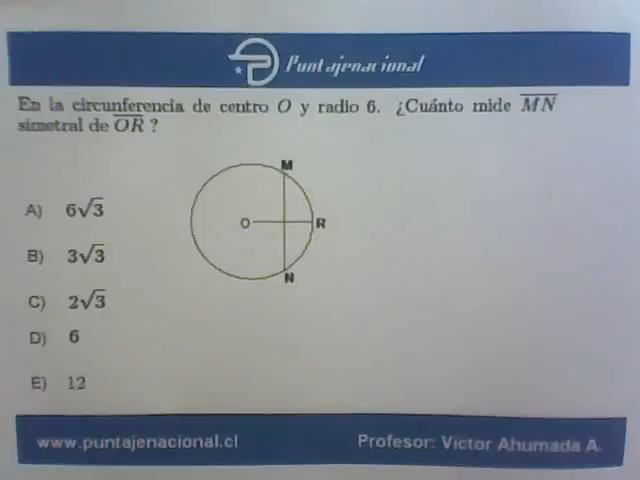 Puntajenacional
En la circunferencia de centro O y radio 6. ¿Cuánto mide MN
simetral de OR ?
A) 6√3
B) 3√3
C) 2√3
D) 6
E) 12
M
O
R
N
www.puntajenacional.cl
Profesor: Victor Ahumada A.